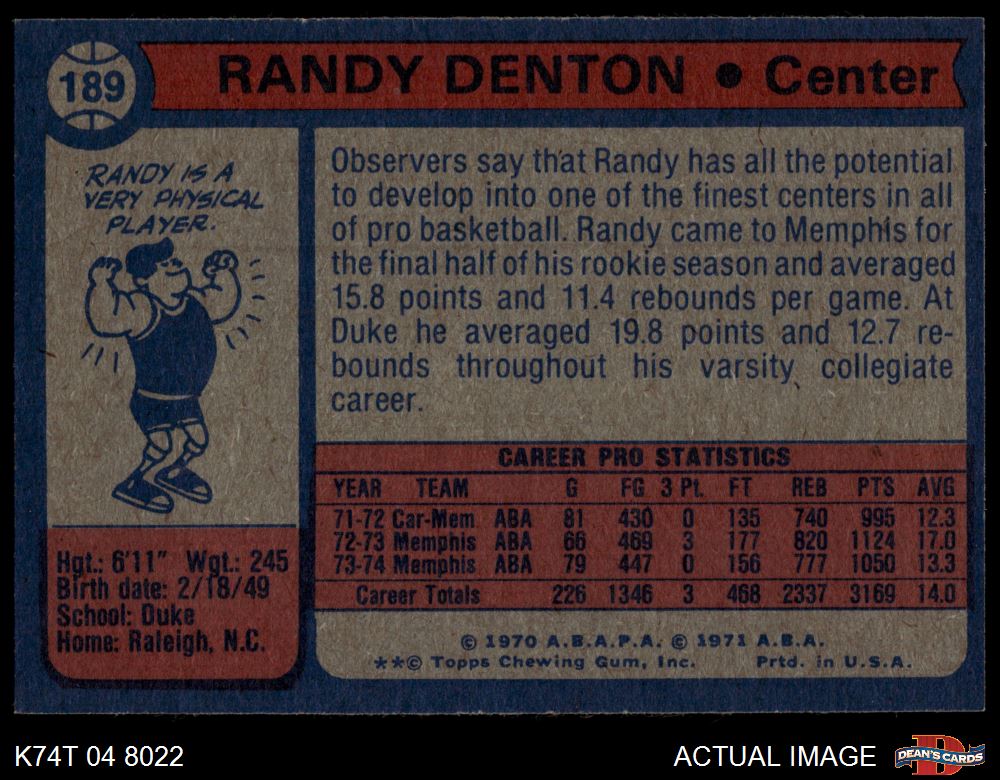 189
RANDY DENTON • Center
RANDY IS A
VERY PHYSICAL
PLAYER.
Hgt.: 6'11" Wgt.: 245
Birth date: 2/18/49
School: Duke
Home: Raleigh, N.C.
Observers say that Randy has all the potential
to develop into one of the finest centers in all
of pro basketball. Randy came to Memphis for
the final half of his rookie season and averaged
15.8 points and 11.4 rebounds per game. At
Duke he averaged 19.8 points and 12.7 re-
bounds throughout his varsity collegiate
career.
CAREER PRO STATISTICS
YEAR TEAM G FG 3 Pt. FT REB PTS AVG
71-72 Car-Mem ABA 81 430 0 135 740 995 12.3
72-73 Memphis ABA 66 469 3 177 820 1124 17.0
73-74 Memphis ABA 79 447 0 156 777 1050 13.3
Career Totals 226 1346 3 468 2337 3169 14.0
© 1970 A.B.A.P.A. © 1971 A.B.A.
**© Topps Chewing Gum, Inc. Prtd. in U.S.A.
K74T 04 8022
ACTUAL IMAGE
D
DEAN'S CARDS